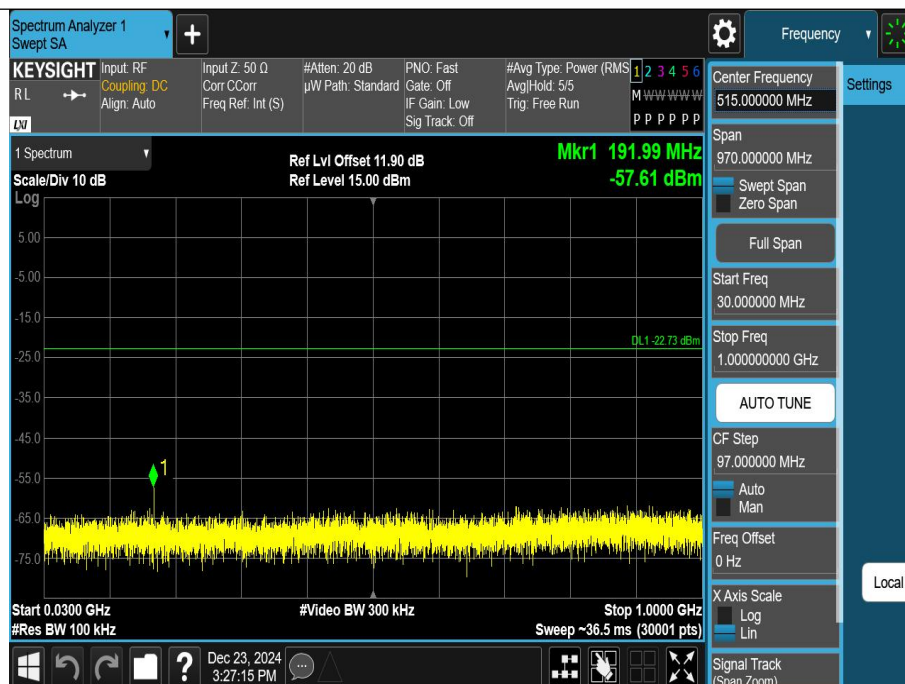 Spectrum Analyzer 1
Swept SA
Frequency
KEYSIGHT
RL
LXI
Input: RF
Coupling: DC
Align: Auto
Input Z: 50 Ω
Corr CCorr
Freq Ref: Int (S)
#Atten: 20 dB
µW Path: Standard
PNO: Fast
Gate: Off
IF Gain: Low
Sig Track: Off
#Avg Type: Power (RMS
Avg|Hold: 5/5
Trig: Free Run
1 2 3 4 5 6
M W W W W W
P P P P P P
Center Frequency
515.000000 MHz
Settings
1 Spectrum
Scale/Div 10 dB
Log
Ref Lvl Offset 11.90 dB
Ref Level 15.00 dBm
Mkr1 191.99 MHz
-57.61 dBm
Span
970.000000 MHz
Swept Span
Zero Span
Full Span
Start Freq
30.000000 MHz
Stop Freq
1.000000000 GHz
AUTO TUNE
CF Step
97.000000 MHz
Auto
Man
Freq Offset
0 Hz
X Axis Scale
Log
Lin
Signal Track
(Span Zoom)
Local
5.00
-5.00
-15.0
DL1 -22.73 dBm
-25.0
-35.0
-45.0
1
-55.0
-65.0
-75.0
Start 0.0300 GHz
#Video BW 300 kHz
Stop 1.0000 GHz
#Res BW 100 kHz
Sweep ~36.5 ms (30001 pts)
?
Dec 23, 2024
3:27:15 PM